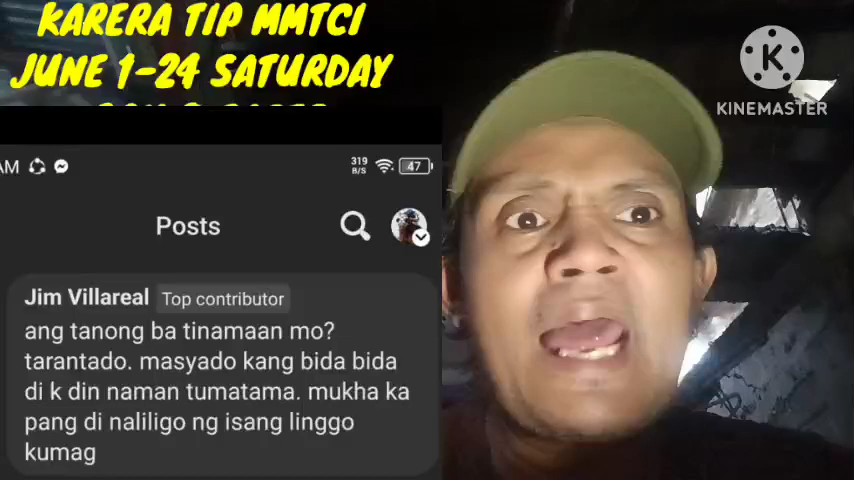 KARERA TIP MMTCI
JUNE 1-24 SATURDAY
K
KINEMASTER
AM
319
B/S
47
Posts
Jim Villareal Top contributor
ang tanong ba tinamaan mo?
tarantado. masyado kang bida bida
di k din naman tumatama. mukha ka
pang di naliligo ng isang linggo
kumag